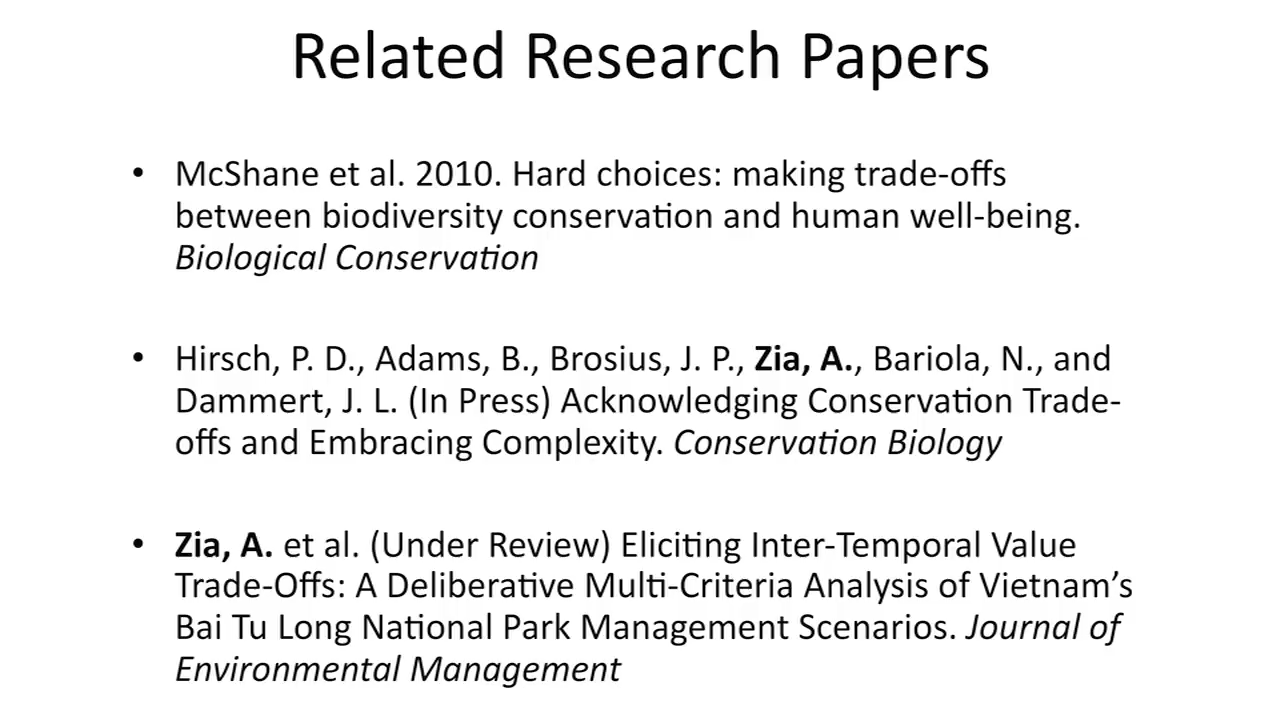 Related Research Papers
• McShane et al. 2010. Hard choices: making trade-offs
between biodiversity conservation and human well-being.
Biological Conservation
• Hirsch, P. D., Adams, B., Brosius, J. P., Zia, A., Bariola, N., and
Dammert, J. L. (In Press) Acknowledging Conservation Trade-
offs and Embracing Complexity. Conservation Biology
• Zia, A. et al. (Under Review) Eliciting Inter-Temporal Value
Trade-Offs: A Deliberative Multi-Criteria Analysis of Vietnam’s
Bai Tu Long National Park Management Scenarios. Journal of
Environmental Management